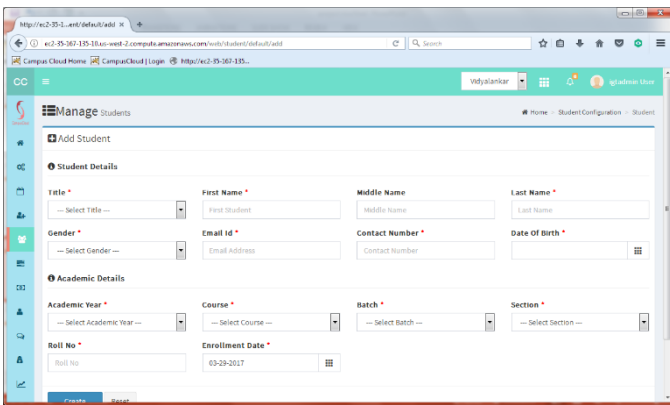 http://ec2-35-1...ent/default/add × +
ec2-35-167-135-10.us-west-2.compute.amazonaws.com/web/student/default/add Search
Campus Cloud Home CampusCloud | Login http://ec2-35-167-135...
CC Vidyalankar igtadmin User
Manage Students Home > Student Configuration > Student
Add Student
Student Details
Title * First Name * Middle Name Last Name *
--- Select Title --- First Student Middle Name Last Name
Gender * Email Id * Contact Number * Date Of Birth *
--- Select Gender --- Email Address Contact Number
Academic Details
Academic Year * Course * Batch * Section *
--- Select Academic Year --- --- Select Course --- --- Select Batch --- --- Select Section ---
Roll No * Enrollment Date *
Roll No 03-29-2017
Create Reset